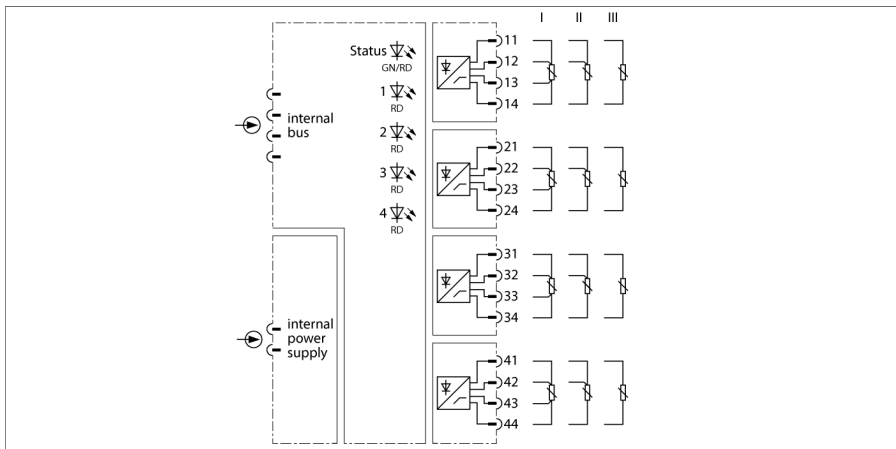 I II III
Status
GN/RD
1
RD
2
RD
3
RD
4
RD
internal
bus
internal
power
supply
11
12
13
14
21
22
23
24
31
32
33
34
41
42
43
44